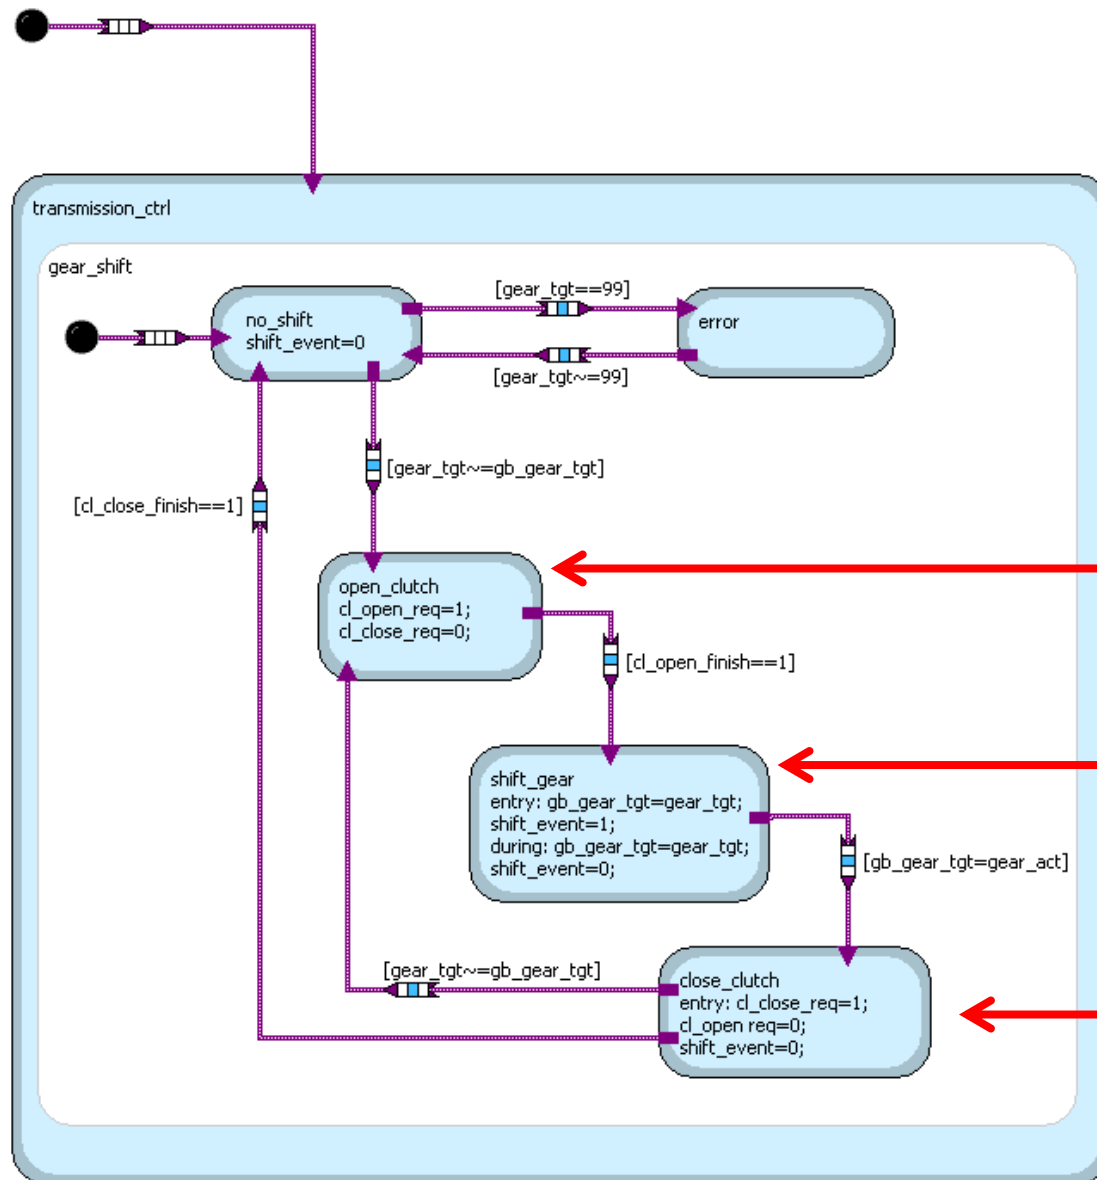 transmission_ctrl
gear_shift
[gear_tgt==99]
no_shift
shift_event=0
error
[gear_tgt~=99]
[gear_tgt~=gb_gear_tgt]
[cl_close_finish==1]
open_clutch
cl_open_req=1;
cl_close_req=0;
[cl_open_finish==1]
shift_gear
entry: gb_gear_tgt=gear_tgt;
shift_event=1;
during: gb_gear_tgt=gear_tgt;
shift_event=0;
[gb_gear_tgt=gear_act]
[gear_tgt~=gb_gear_tgt]
close_clutch
entry: cl_close_req=1;
cl_open req=0;
shift_event=0;